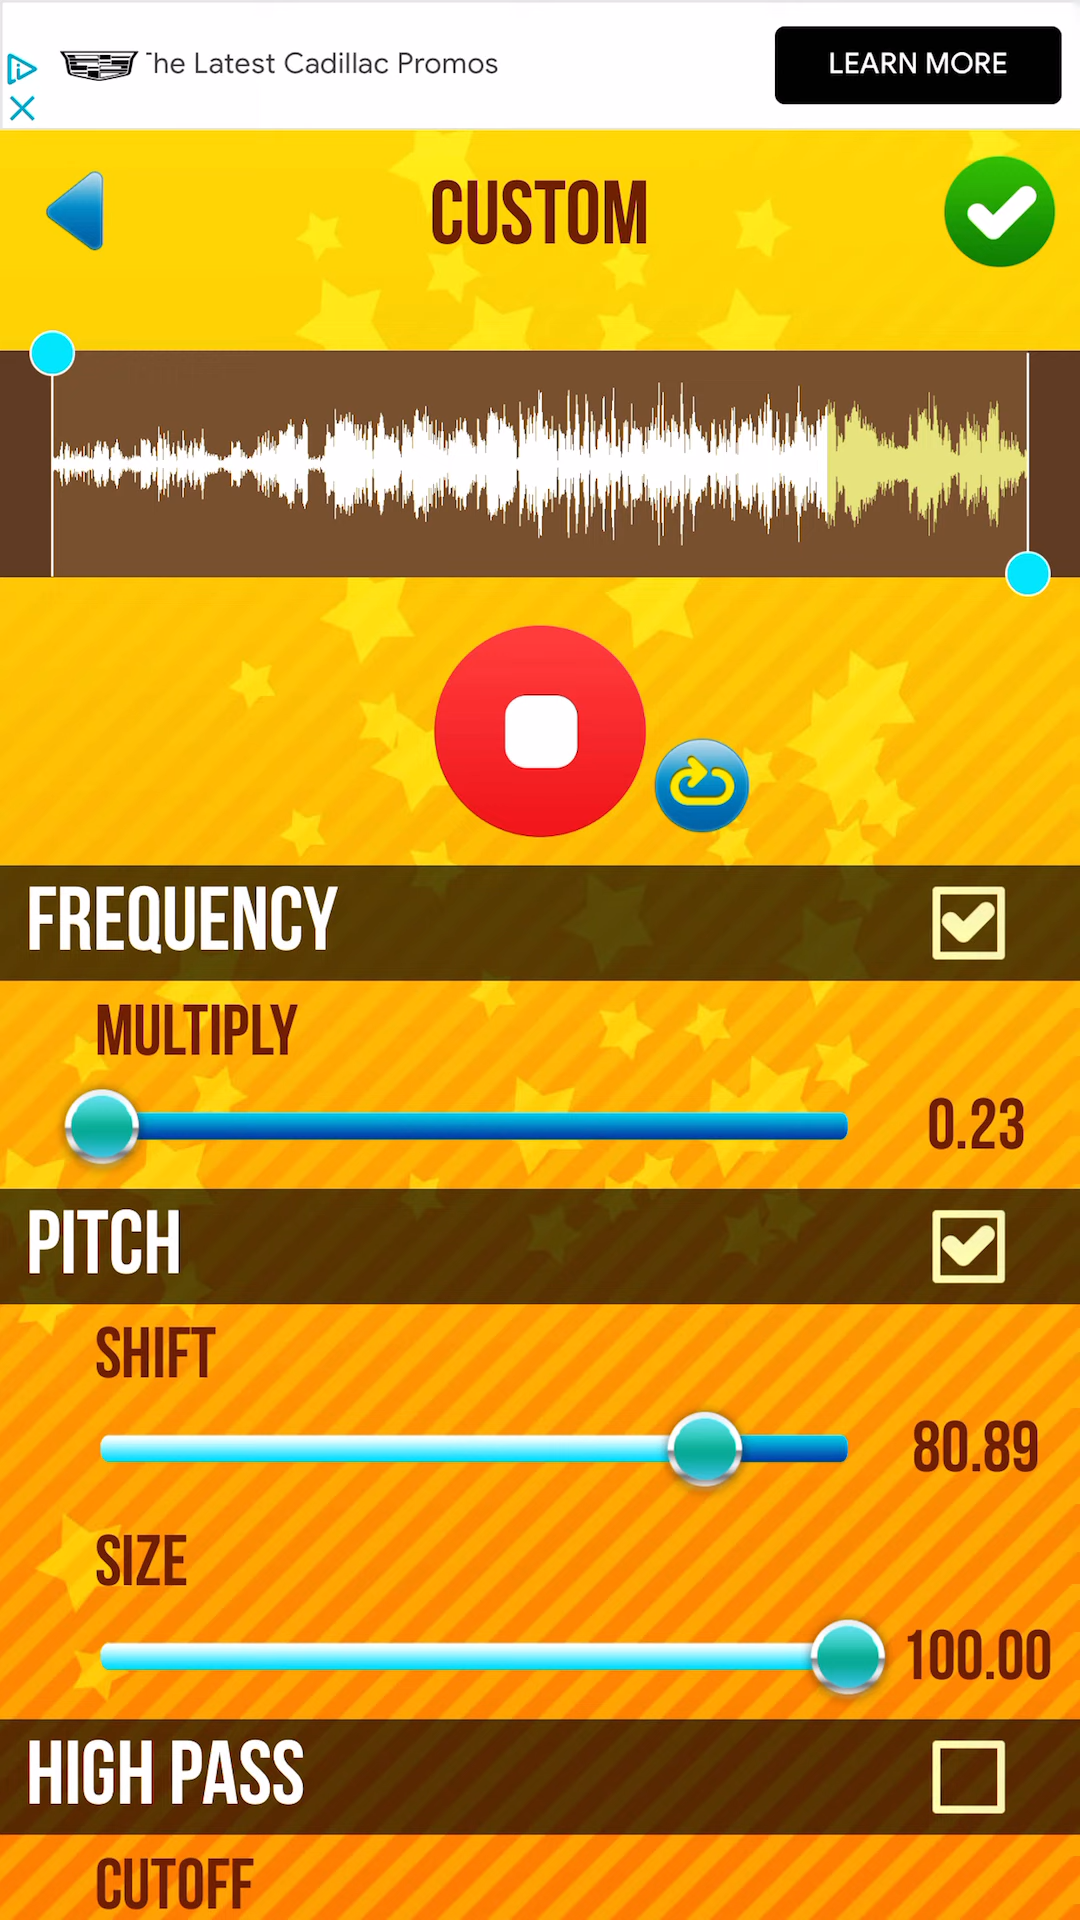 The Latest Cadillac Promos
LEARN MORE
CUSTOM
FREQUENCY
MULTIPLY
0.23
PITCH
SHIFT
80.89
SIZE
100.00
HIGH PASS
CUTOFF